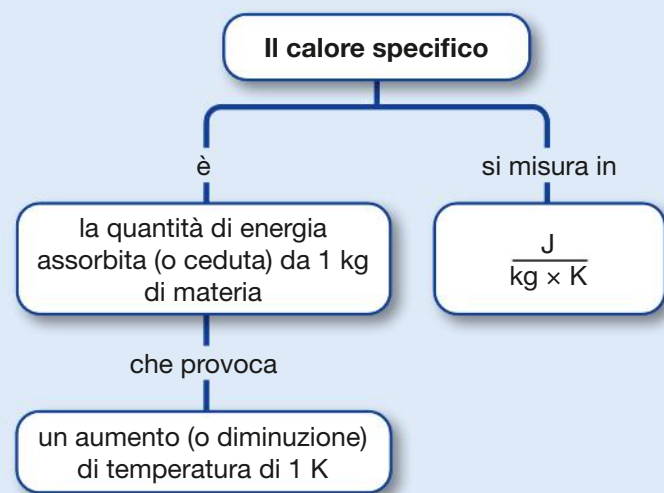 Il calore specifico
è
si misura in
la quantità di energia
assorbita (o ceduta) da 1 kg
di materia
J
kg × K
che provoca
un aumento (o diminuzione)
di temperatura di 1 K